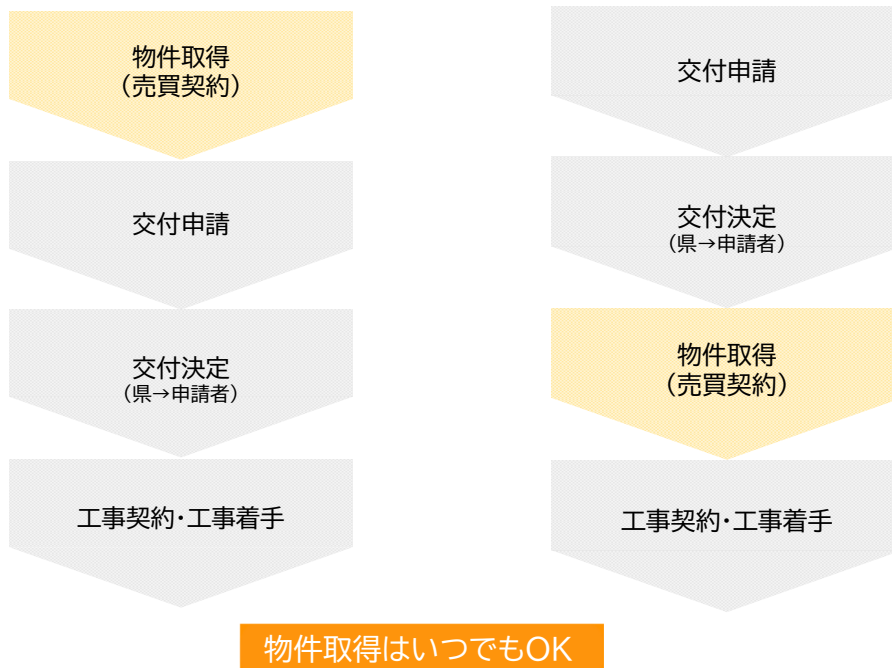 物件取得
（売買契約）
交付申請
交付決定
（県→申請者）
工事契約・工事着手
交付申請
交付決定
（県→申請者）
物件取得
（売買契約）
工事契約・工事着手
物件取得はいつでもOK